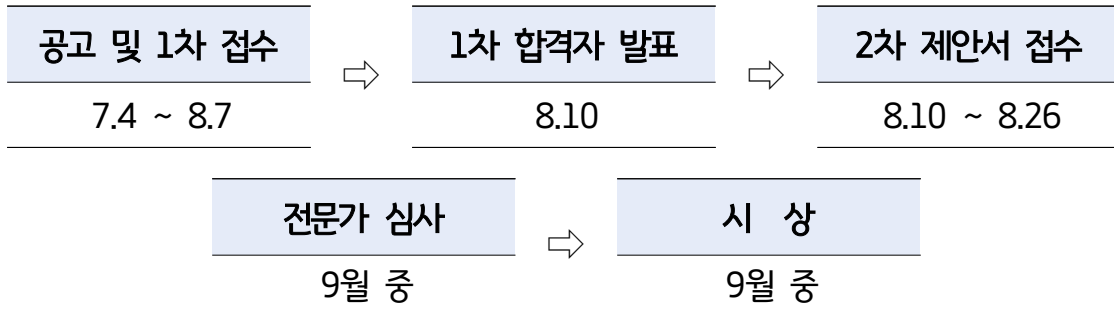 공고 및 1차 접수 ⇨ 1차 합격자 발표 ⇨ 2차 제안서 접수
7.4 ~ 8.7 8.10 8.10 ~ 8.26
전문가 심사 ⇨ 시 상
9월 중 9월 중